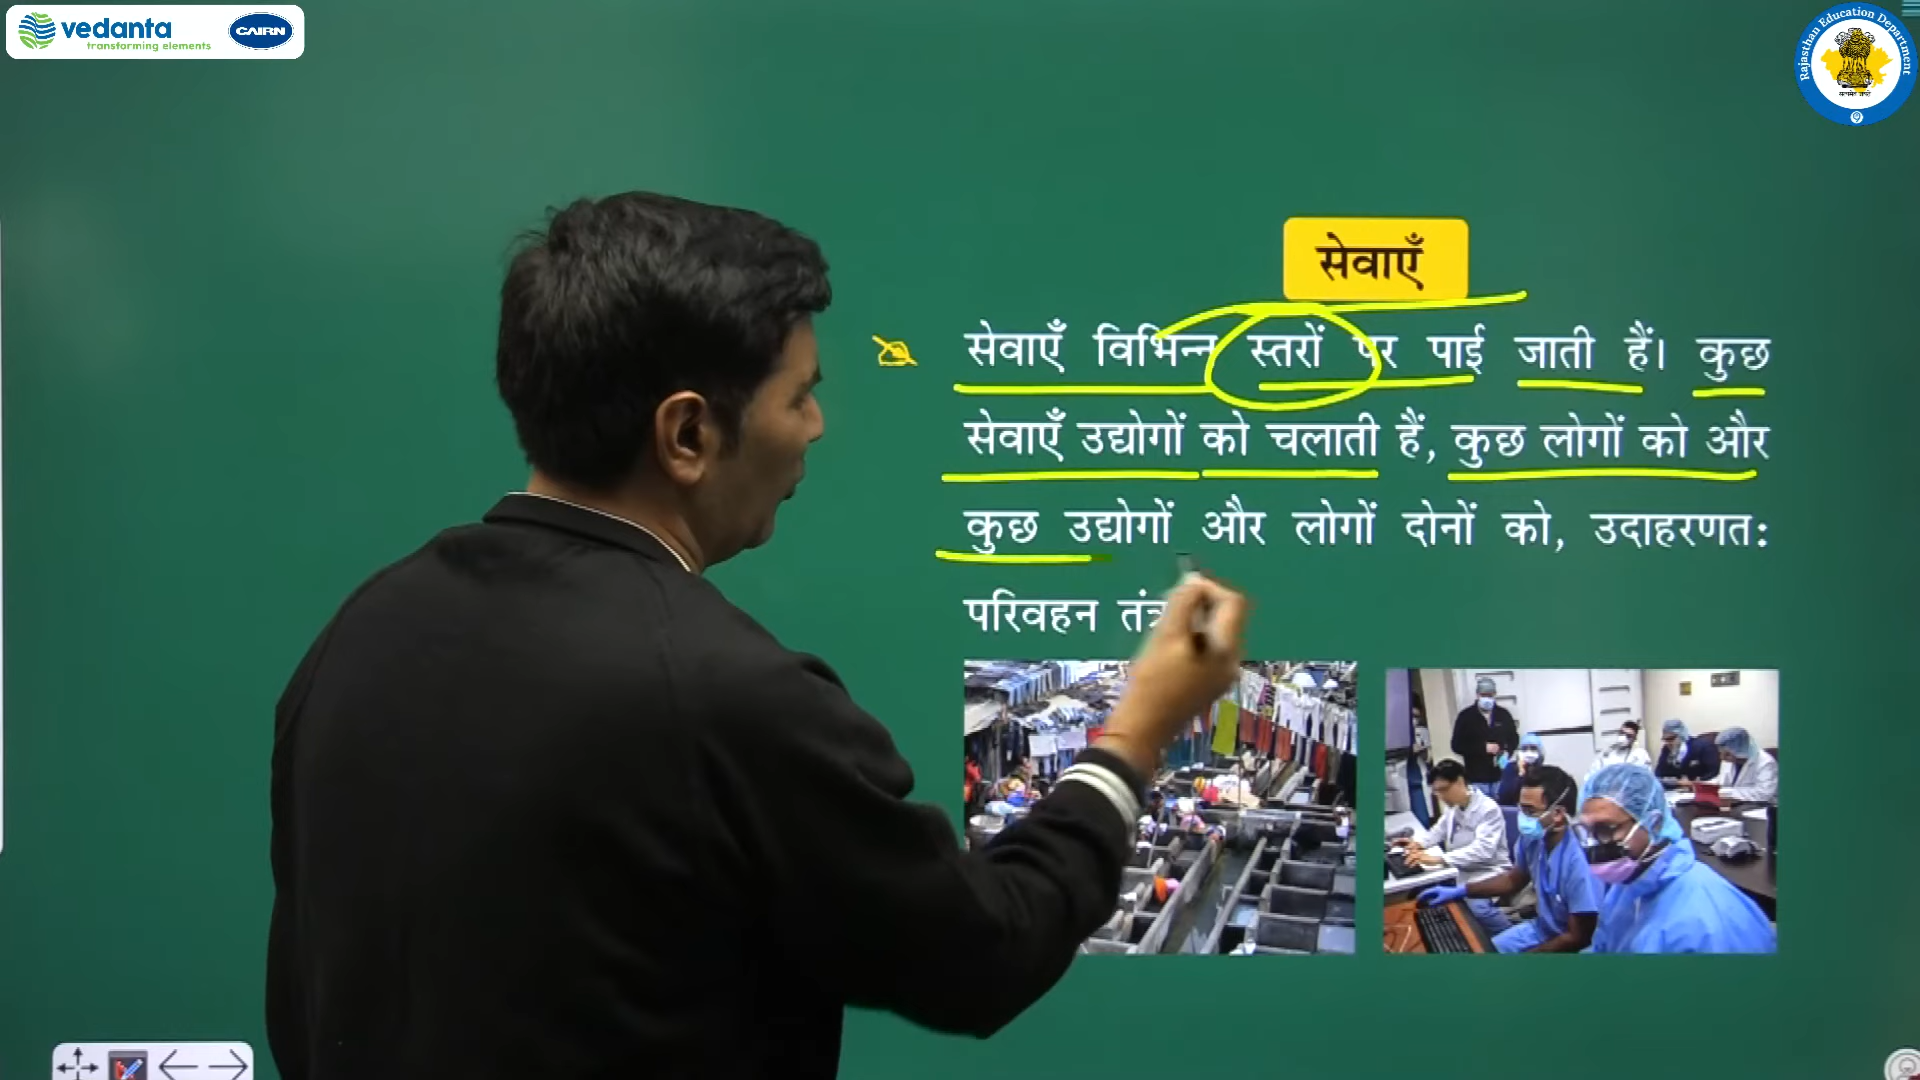 vedanta
transforming elements
CAIRN
Rajasthan Education Department
सेवाएँ
सेवाएँ विभिन्न स्तरों पर पाई जाती हैं। कुछ
सेवाएँ उद्योगों को चलाती हैं, कुछ लोगों को और
कुछ उद्योगों और लोगों दोनों को, उदाहरणतः
परिवहन तंत्र